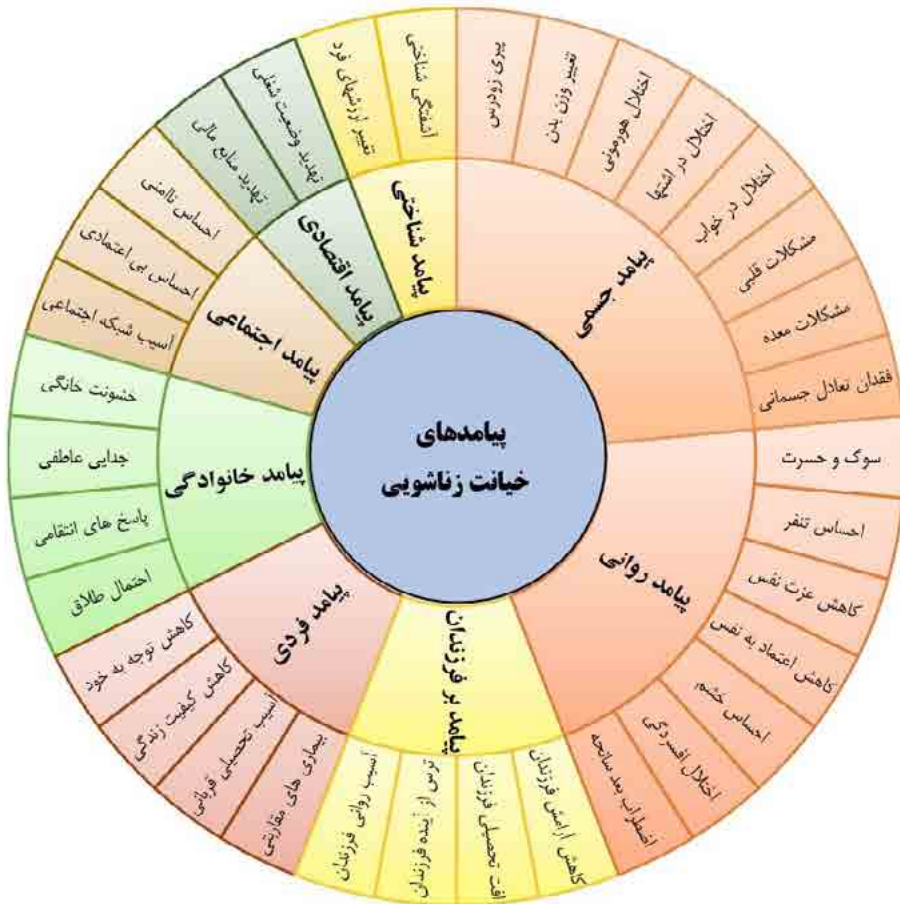 پیامدهای
خیانت زناشویی
پیامد جسمی
پیری زودرس
تغییر وزن بدن
اختلال هورمونی
اختلال در اشتها
اختلال در خواب
مشکلات قلبی
مشکلات معده
فقدان تعادل جسمانی
پیامد روانی
سوگ و حسرت
احساس تنفر
کاهش عزت نفس
کاهش اعتماد به نفس
احساس خشم
اختلال افسردگی
اضطراب بعد سانحه
پیامد بر فرزندان
کاهش آرامش فرزندان
افت تحصیلی فرزندان
ترس از آینده فرزندان
آسیب روانی فرزندان
پیامد فردی
بیماری های مقاربتی
آسیب تحصیلی قربانی
کاهش کیفیت زندگی
کاهش توجه به خود
پیامد خانوادگی
احتمال طلاق
پاسخ های انتقامی
جدایی عاطفی
خشونت خانگی
پیامد اجتماعی
آسیب شبکه اجتماعی
احساس بی اعتمادی
احساس ناامنی
پیامد اقتصادی
تهدید منابع مالی
تهدید وضعیت شغلی
پیامد شناختی
تغییر ارزشهای فرد
آشفتگی شناختی